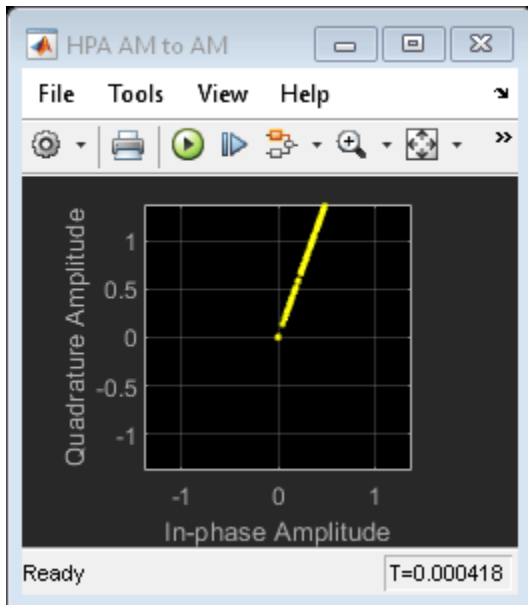 HPA AM to AM
File Tools View Help
Quadrature Amplitude
1
0.5
0
-0.5
-1
-1 0 1
In-phase Amplitude
Ready T=0.000418